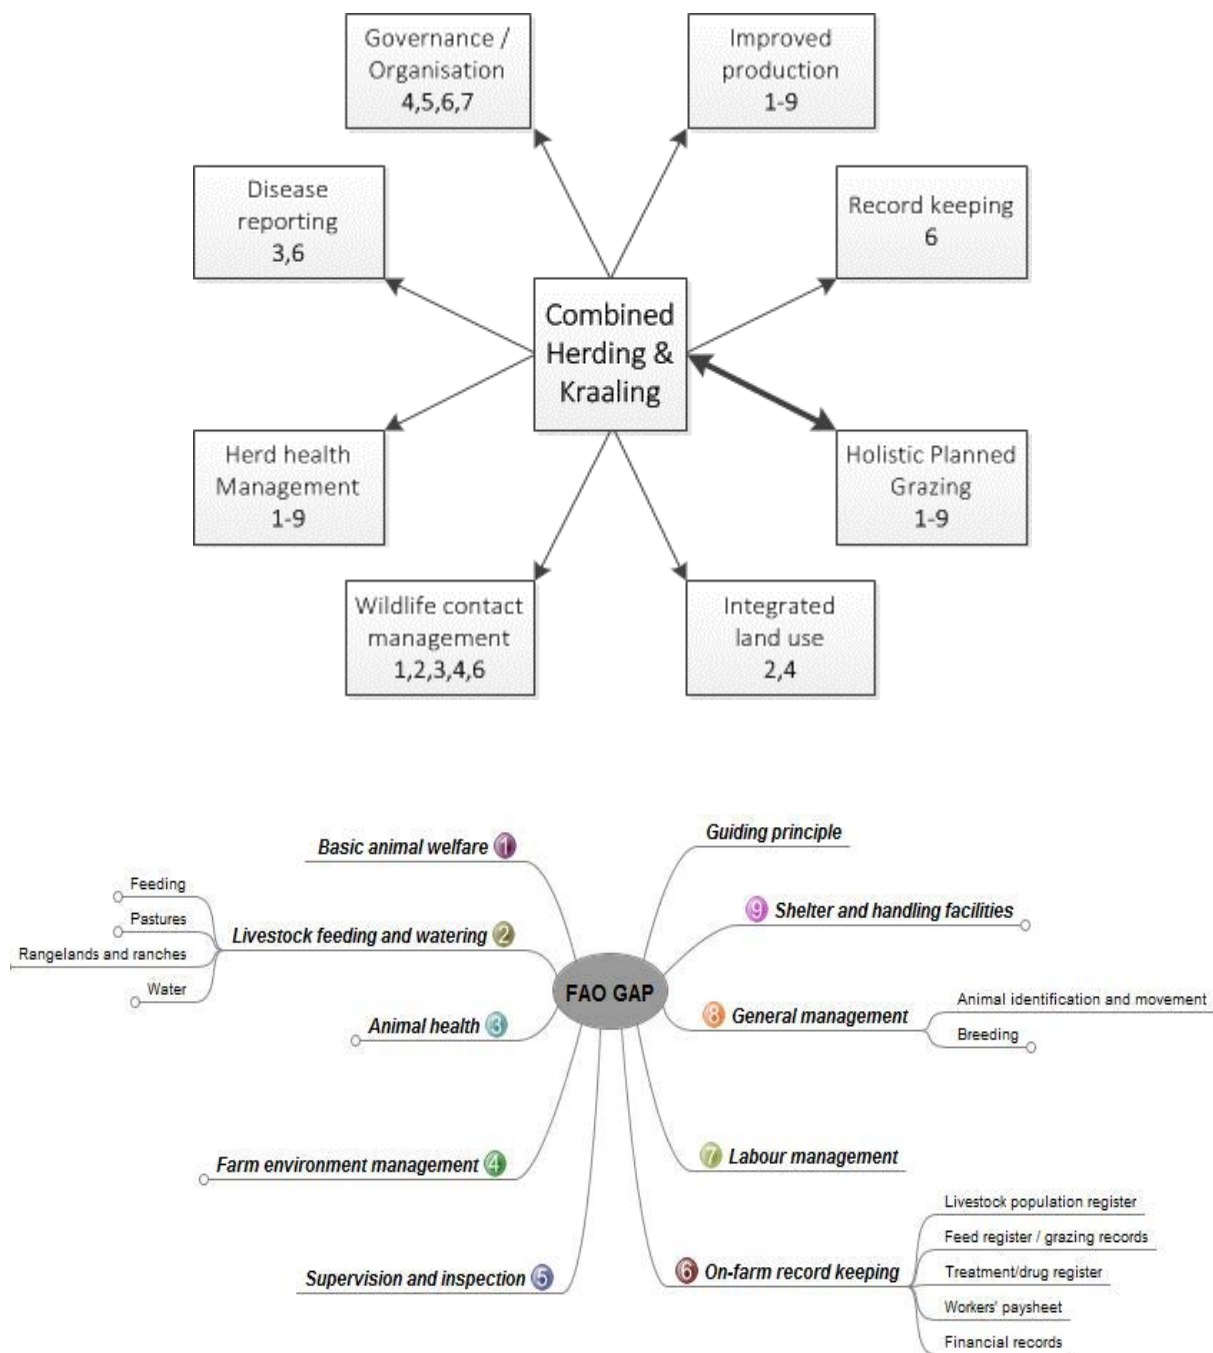 Governance /
Organisation
4,5,6,7
Improved
production
1-9
Disease
reporting
3,6
Record keeping
6
Combined
Herding &
Kraaling
Herd health
Management
1-9
Holistic Planned
Grazing
1-9
Wildlife contact
management
1,2,3,4,6
Integrated
land use
2,4
FAO GAP
Guiding principle
Basic animal welfare 1
Livestock feeding and watering 2
Feeding
Pastures
Rangelands and ranches
Water
Animal health 3
Farm environment management 4
Supervision and inspection 5
9 Shelter and handling facilities
8 General management
Animal identification and movement
Breeding
7 Labour management
6 On-farm record keeping
Livestock population register
Feed register / grazing records
Treatment/drug register
Workers' paysheet
Financial records